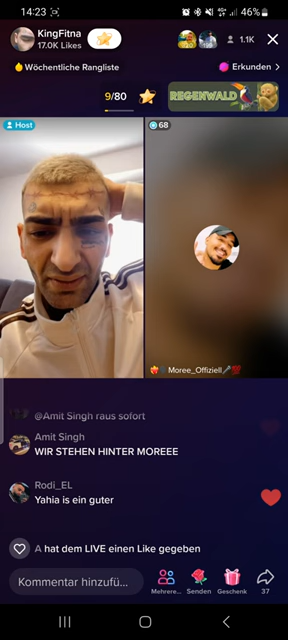 14:23
4G
46%
KingFitna
17.0K Likes
1.1K
Wöchentliche Rangliste
Erkunden >
9/80
REGENWALD
Host
68
Moree_Offiziell🎤💯
@Amit Singh raus sofort
Amit Singh
WIR STEHEN HINTER MOREEE
Rodi_EL
Yahia is ein guter
A hat dem LIVE einen Like gegeben
Kommentar hinzufü...
Mehrere...
Senden
Geschenk
37